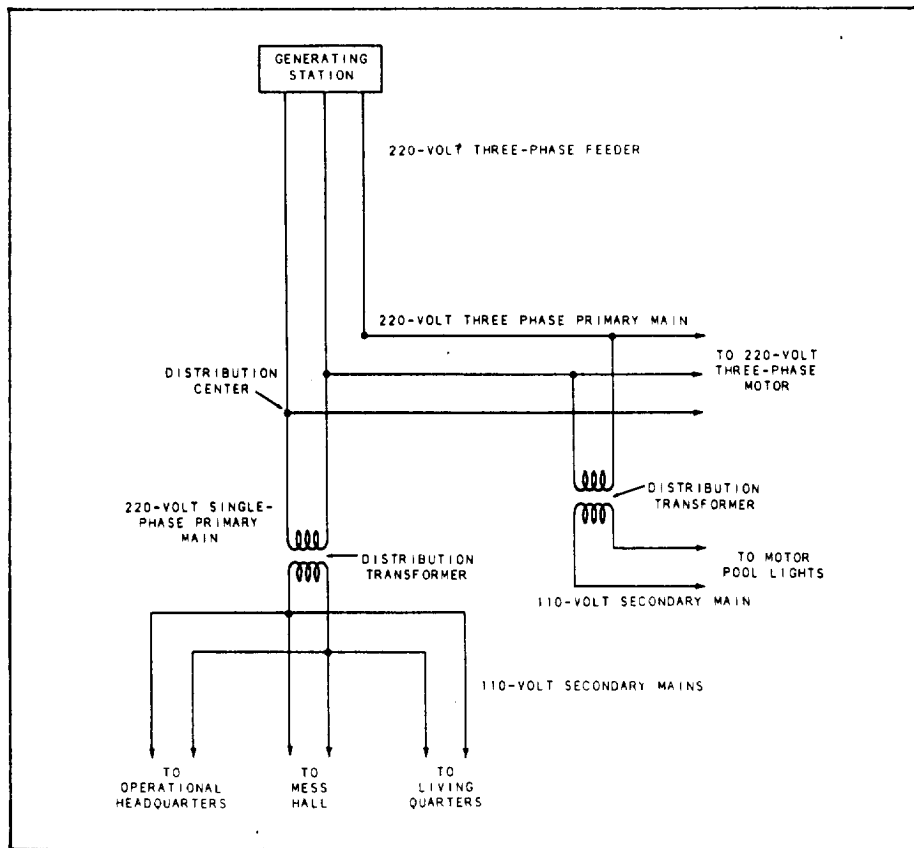 GENERATING
STATION
220-VOLT THREE-PHASE FEEDER
220-VOLT THREE PHASE PRIMARY MAIN
TO 220-VOLT
THREE-PHASE
MOTOR
DISTRIBUTION
CENTER
220-VOLT SINGLE-
PHASE PRIMARY
MAIN
DISTRIBUTION
TRANSFORMER
DISTRIBUTION
TRANSFORMER
TO MOTOR
POOL LIGHTS
110-VOLT SECONDARY MAIN
110-VOLT SECONDARY MAINS
TO
OPERATIONAL
HEADQUARTERS
TO
MESS
HALL
TO
LIVING
QUARTERS